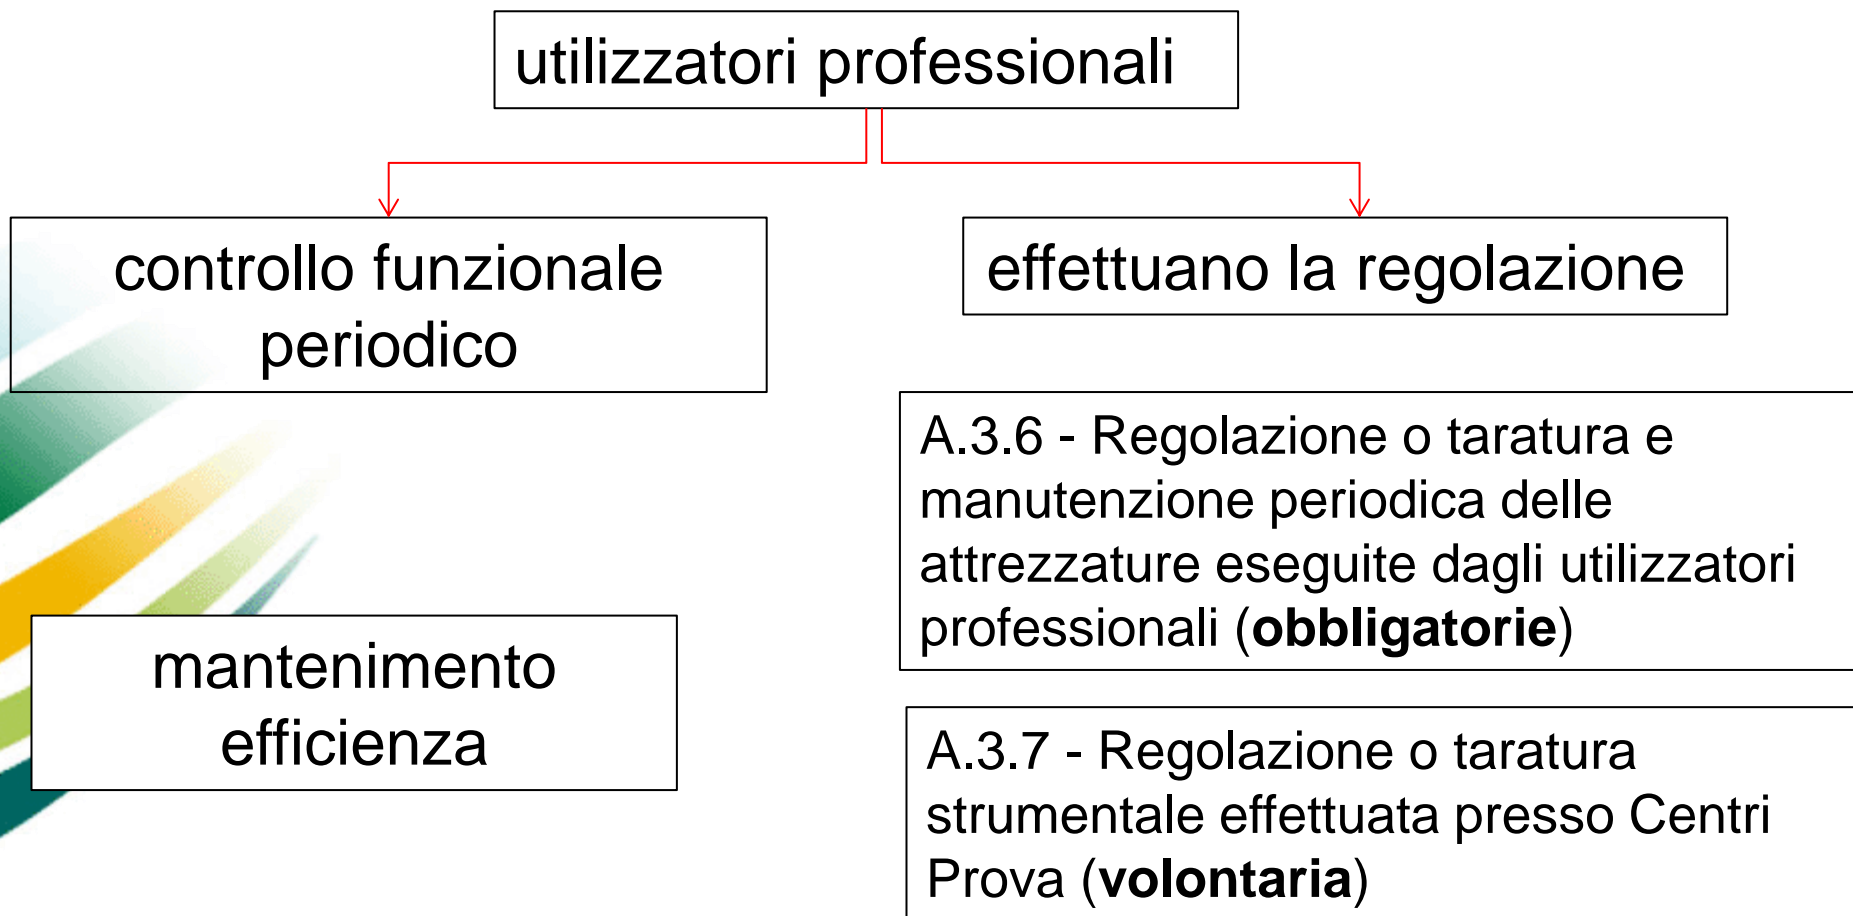 utilizzatori professionali
controllo funzionale
periodico
effettuano la regolazione
mantenimento
efficienza
A.3.6 - Regolazione o taratura e
manutenzione periodica delle
attrezzature eseguite dagli utilizzatori
professionali (obbligatorie)
A.3.7 - Regolazione o taratura
strumentale effettuata presso Centri
Prova (volontaria)